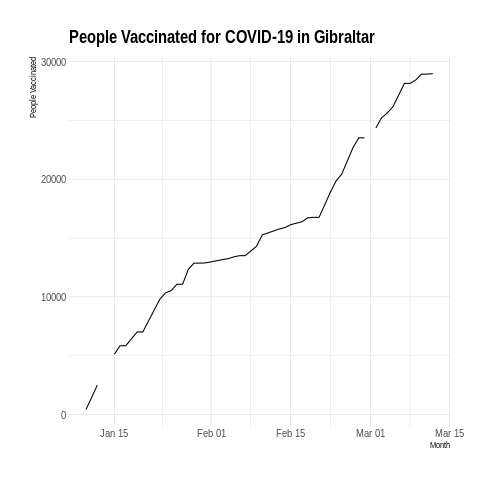 People Vaccinated for COVID-19 in Gibraltar
People Vaccinated
30000
20000
10000
0
Jan 15
Feb 01
Feb 15
Mar 01
Mar 15
Month